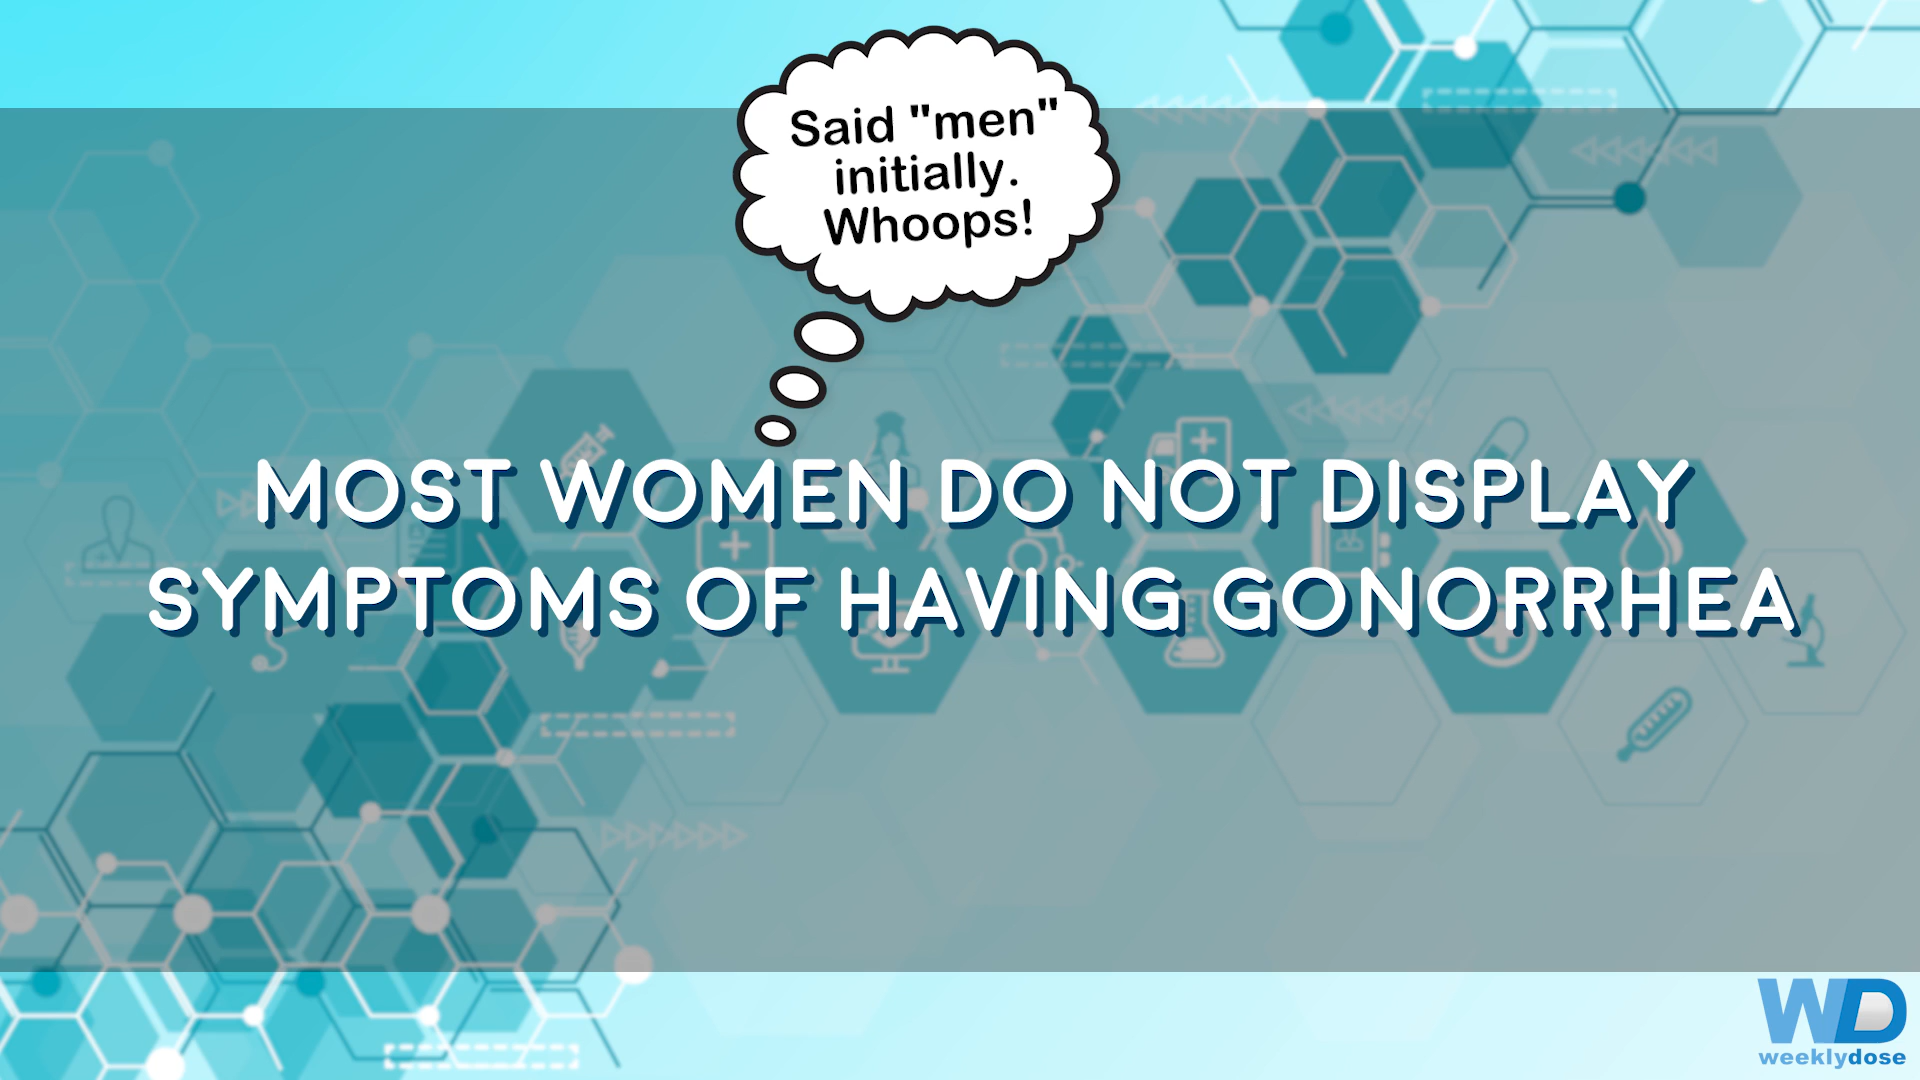 Said "men"
initially.
Whoops!
MOST WOMEN DO NOT DISPLAY
SYMPTOMS OF HAVING GONORRHEA
WD
weeklydose